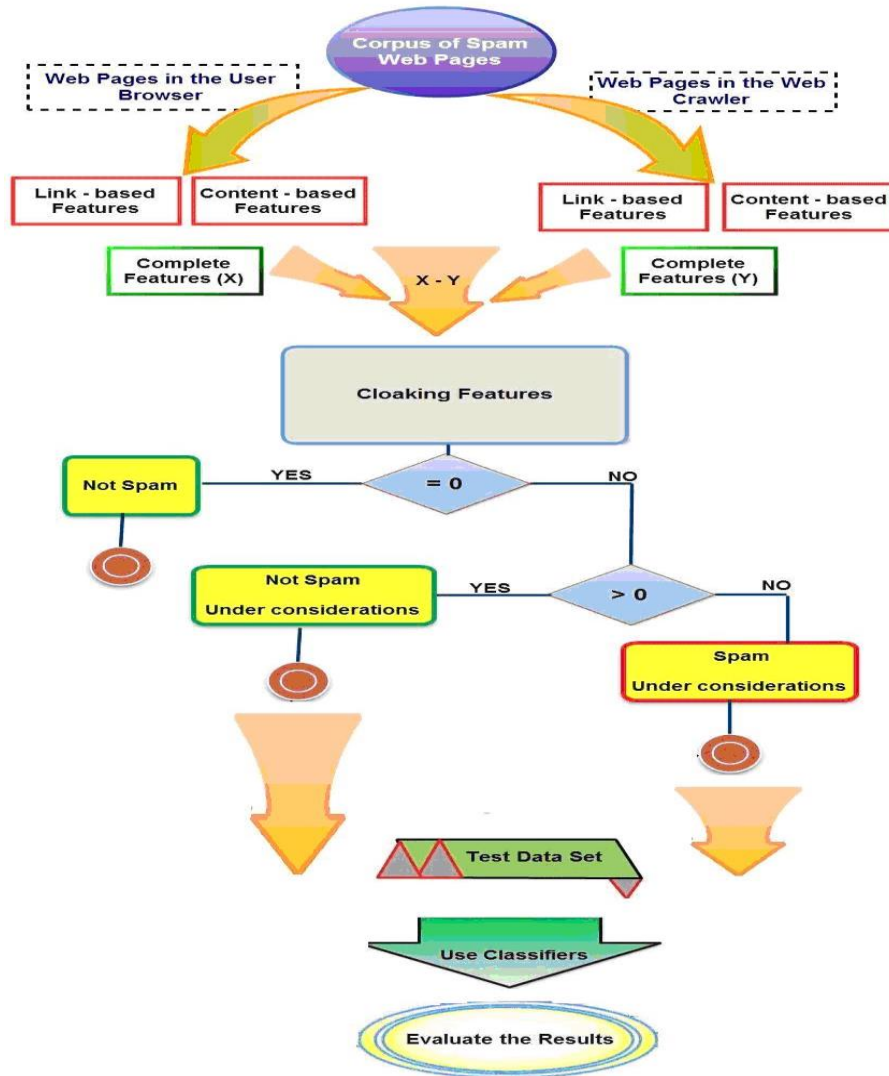 Corpus of Spam
Web Pages
Web Pages in the User
Browser
Web Pages in the Web
Crawler
Link - based
Features
Content - based
Features
Link - based
Features
Content - based
Features
Complete
Features (X)
X - Y
Complete
Features (Y)
Cloaking Features
Not Spam
YES
= 0
NO
Not Spam
Under considerations
YES
> 0
NO
Spam
Under considerations
Test Data Set
Use Classifiers
Evaluate the Results